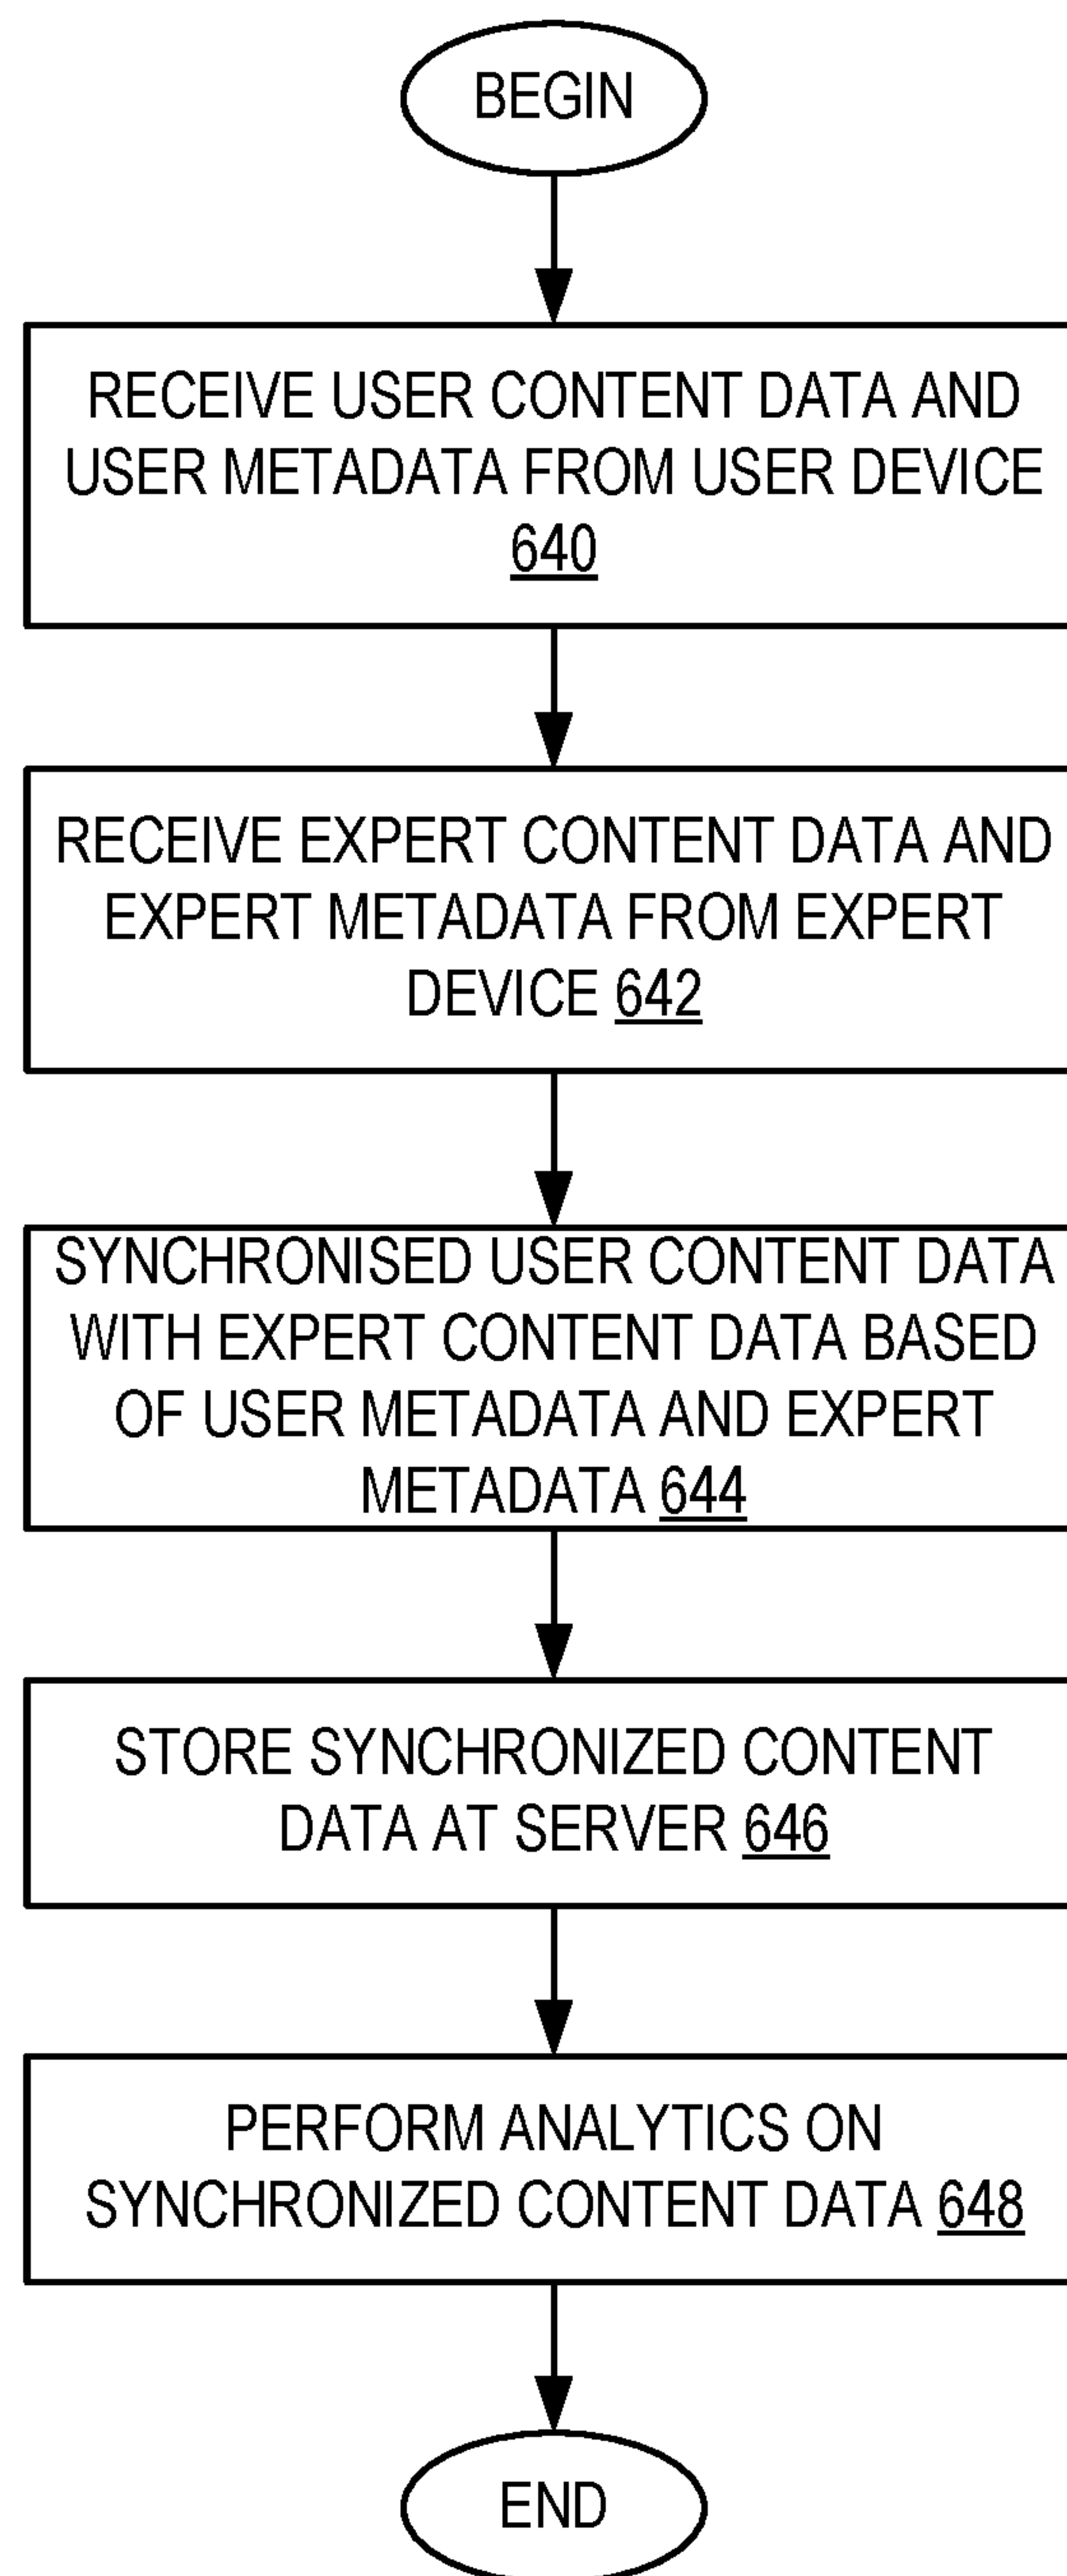 BEGIN
RECEIVE USER CONTENT DATA AND
USER METADATA FROM USER DEVICE
640
RECEIVE EXPERT CONTENT DATA AND
EXPERT METADATA FROM EXPERT
DEVICE 642
SYNCHRONISED USER CONTENT DATA
WITH EXPERT CONTENT DATA BASED
OF USER METADATA AND EXPERT
METADATA 644
STORE SYNCHRONIZED CONTENT
DATA AT SERVER 646
PERFORM ANALYTICS ON
SYNCHRONIZED CONTENT DATA 648
END